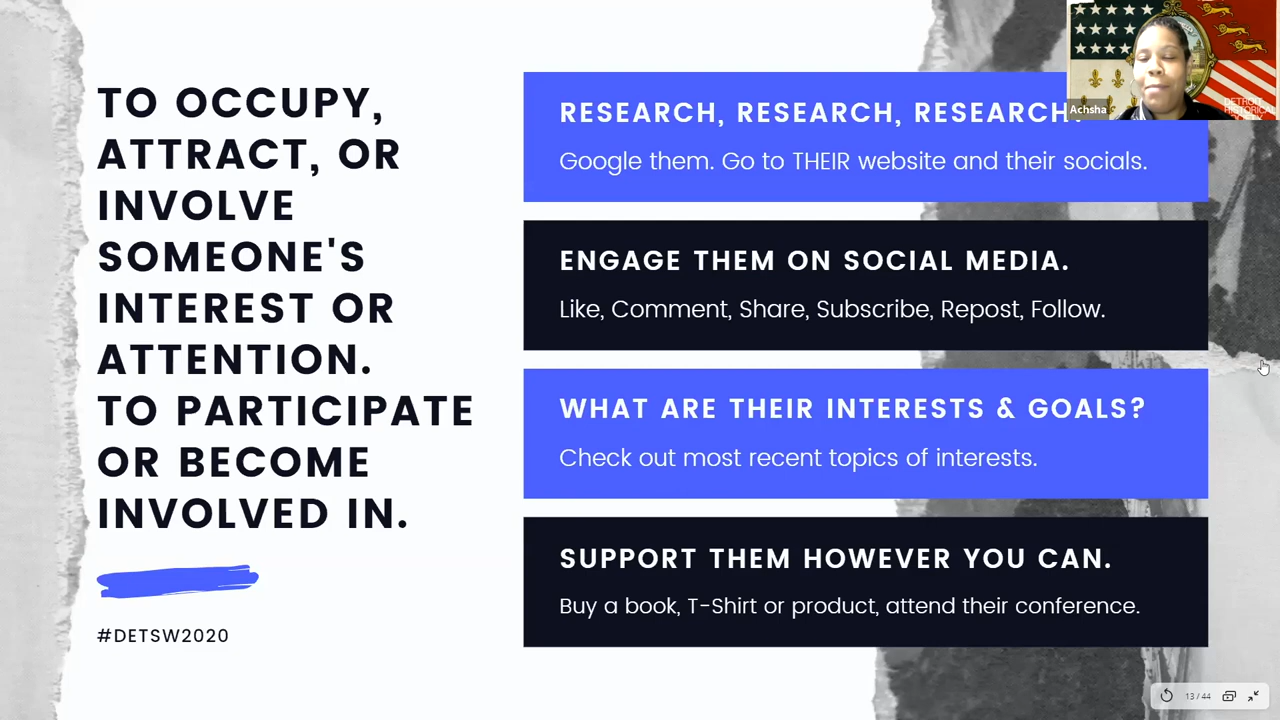 TO OCCUPY,
ATTRACT, OR
INVOLVE
SOMEONE'S
INTEREST OR
ATTENTION.
TO PARTICIPATE
OR BECOME
INVOLVED IN.
#DETSW2020
RESEARCH, RESEARCH, RESEARCH
Google them. Go to THEIR website and their socials.
ENGAGE THEM ON SOCIAL MEDIA.
Like, Comment, Share, Subscribe, Repost, Follow.
WHAT ARE THEIR INTERESTS & GOALS?
Check out most recent topics of interests.
SUPPORT THEM HOWEVER YOU CAN.
Buy a book, T-Shirt or product, attend their conference.
Achsha
DETROIT
HISTORICAL
13 / 44